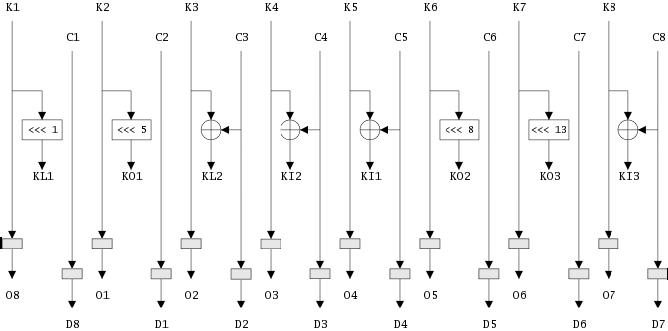 K1 K2 K3 K4 K5 K6 K7 K8
C1 C2 C3 C4 C5 C6 C7 C8
<<< 1 <<< 5 <<< 8 <<< 13
KL1 KO1 KL2 KI2 KI1 KO2 KO3 KI3
O8 O1 O2 O3 O4 O5 O6 O7
D8 D1 D2 D3 D4 D5 D6 D7